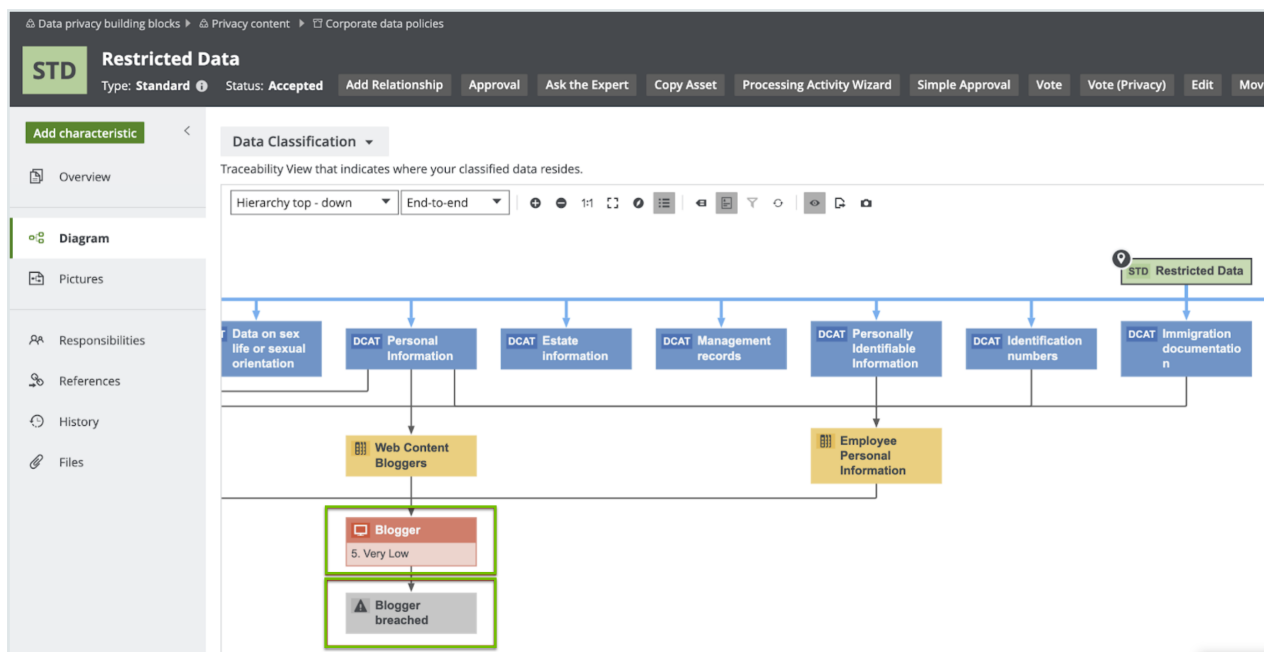 Data privacy building blocks Privacy content Corporate data policies
STD
Restricted Data
Type: Standard Status: Accepted
Add Relationship Approval Ask the Expert Copy Asset Processing Activity Wizard Simple Approval Vote Vote (Privacy) Edit Mov
Add characteristic
Overview
Diagram
Pictures
Responsibilities
References
History
Files
Data Classification
Traceability View that indicates where your classified data resides.
Hierarchy top - down End-to-end 1:1
STD Restricted Data
T Data on sex
life or sexual
orientation
DCAT Personal
Information
DCAT Estate
information
DCAT Management
records
DCAT Personally
Identifiable
Information
DCAT Identification
numbers
DCAT Immigration
documentatio
n
Web Content
Bloggers
Employee
Personal
Information
Blogger
5. Very Low
Blogger
breached